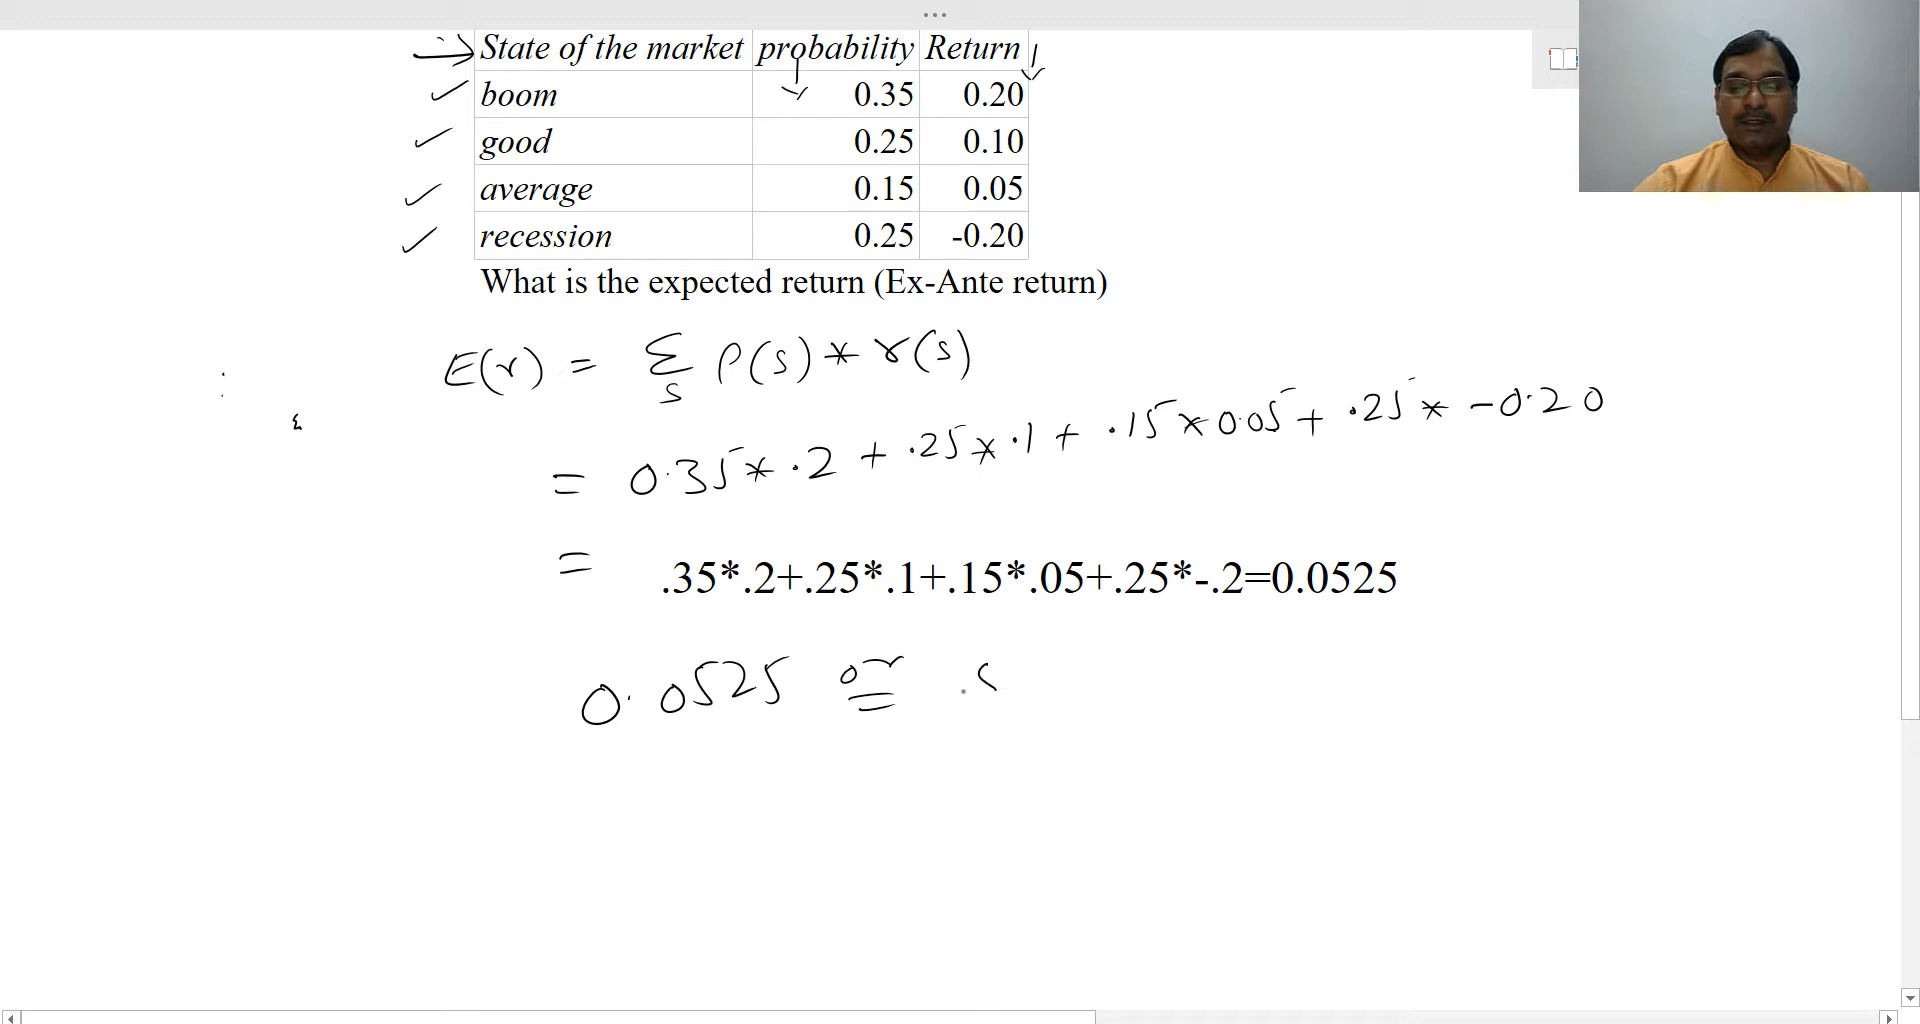 State of the market probability Return
boom 0.35 0.20
good 0.25 0.10
average 0.15 0.05
recession 0.25 -0.20
What is the expected return (Ex-Ante return)
E(r) = Σ P(s) * r(s)
s
= 0.35 * .2 + .25 * .1 + .15 * 0.05 + .25 * -0.20
= .35*.2+.25*.1+.15*.05+.25*-.2=0.0525
0.0525 or